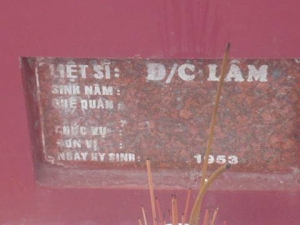 LIỆT SĨ: Đ/C LÂM
SINH NĂM:
QUÊ QUÁN:
CHỨC VỤ:
ĐƠN VỊ:
NGÀY HY SINH: 1953